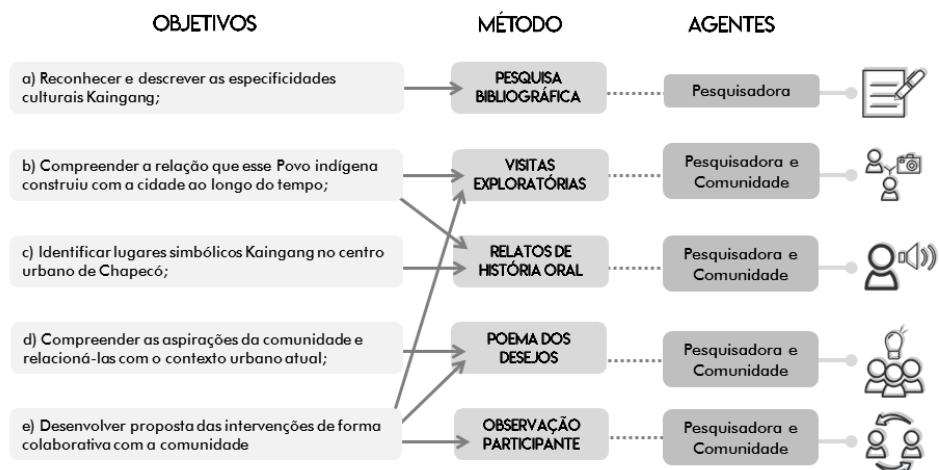 OBJETIVOS
MÉTODO
AGENTES
a) Reconhecer e descrever as especificidades
culturais Kaingang;
PESQUISA
BIBLIOGRÁFICA
Pesquisadora
b) Compreender a relação que esse Povo indígena
construiu com a cidade ao longo do tempo;
VISITAS
EXPLORATÓRIAS
Pesquisadora e
Comunidade
c) Identificar lugares simbólicos Kaingang no centro
urbano de Chapecó;
RELATOS DE
HISTÓRIA ORAL
Pesquisadora e
Comunidade
d) Compreender as aspirações da comunidade e
relacioná-las com o contexto urbano atual;
POEMA DOS
DESEJOS
Pesquisadora e
Comunidade
e) Desenvolver proposta das intervenções de forma
colaborativa com a comunidade
OBSERVAÇÃO
PARTICIPANTE
Pesquisadora e
Comunidade